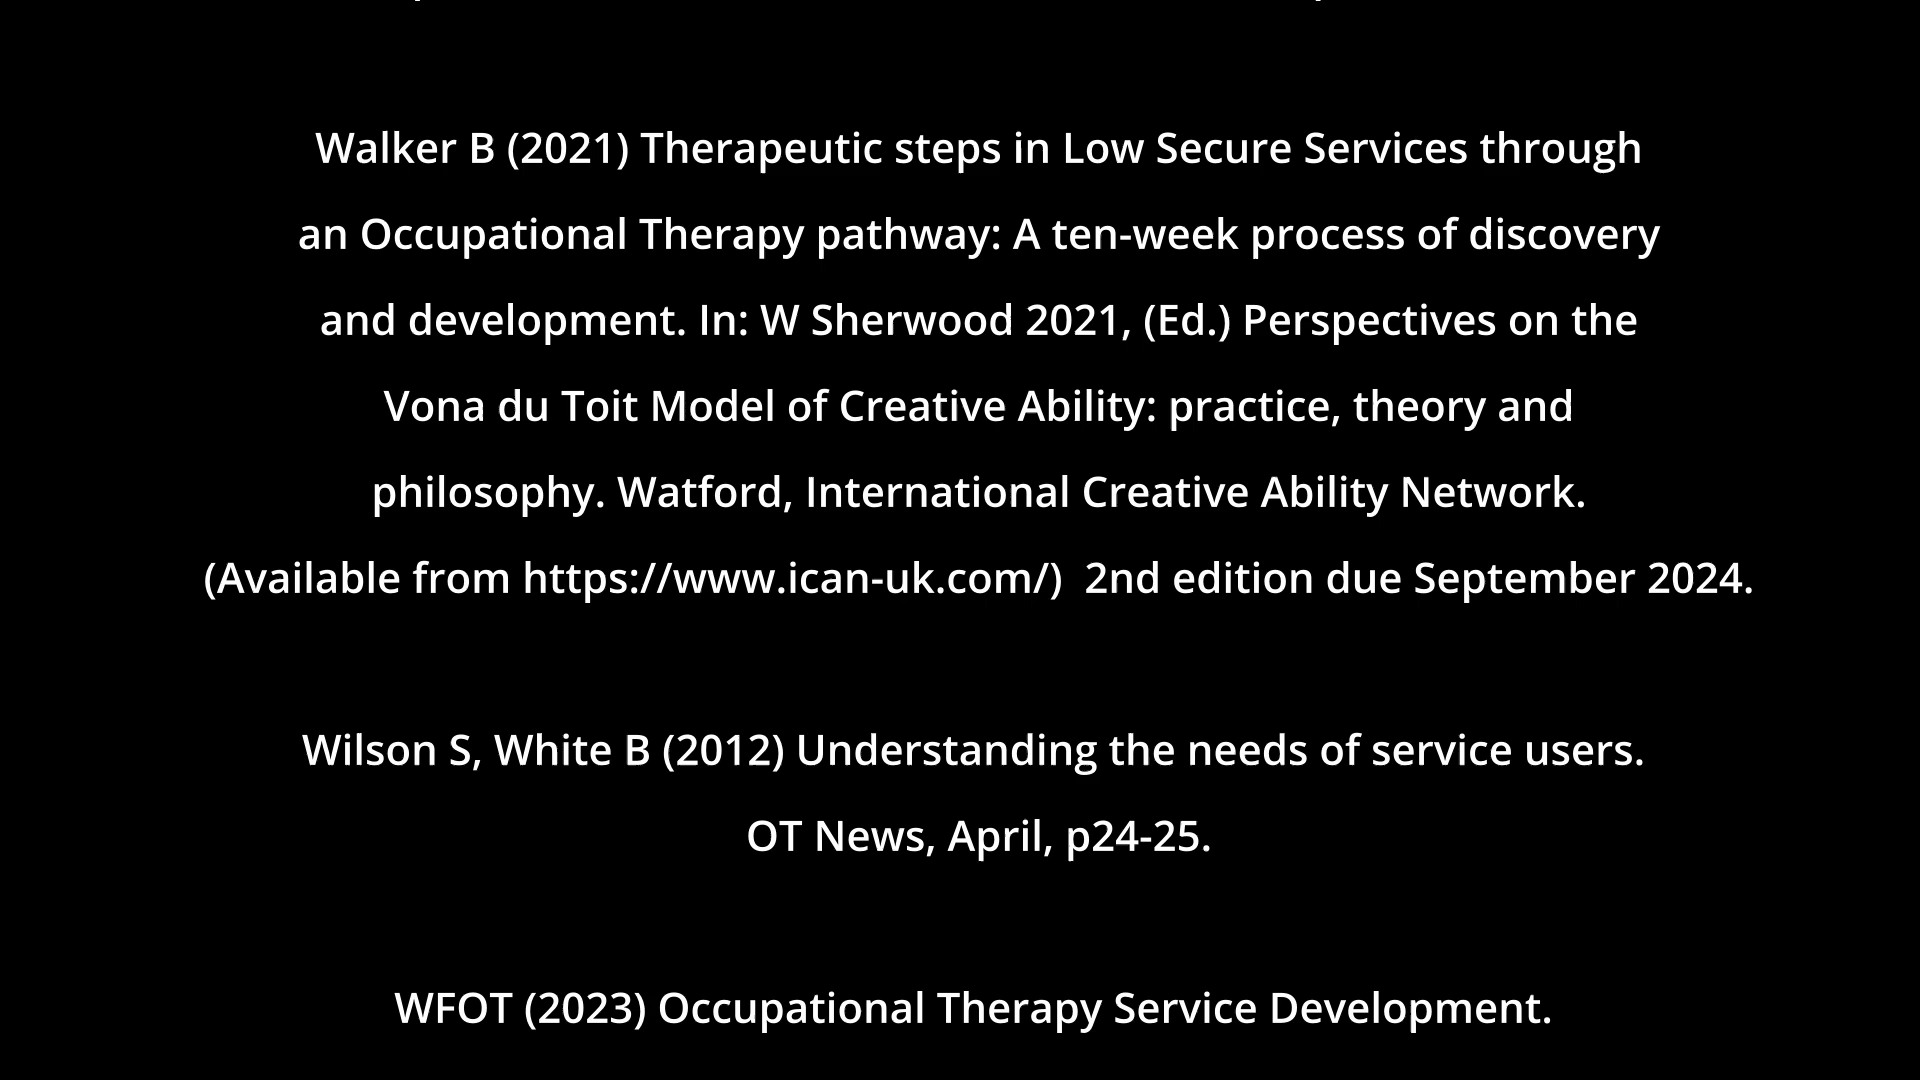 Walker B (2021) Therapeutic steps in Low Secure Services through
an Occupational Therapy pathway: A ten-week process of discovery
and development. In: W Sherwood 2021, (Ed.) Perspectives on the
Vona du Toit Model of Creative Ability: practice, theory and
philosophy. Watford, International Creative Ability Network.
(Available from https://www.ican-uk.com/)  2nd edition due September 2024.
Wilson S, White B (2012) Understanding the needs of service users.
OT News, April, p24-25.
WFOT (2023) Occupational Therapy Service Development.